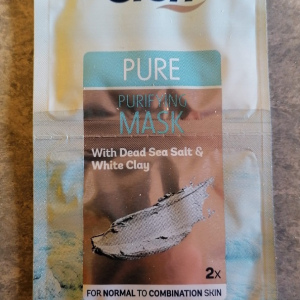 PURE
PURIFYING
MASK
With Dead Sea Salt &
White Clay
2x
FOR NORMAL TO COMBINATION SKIN